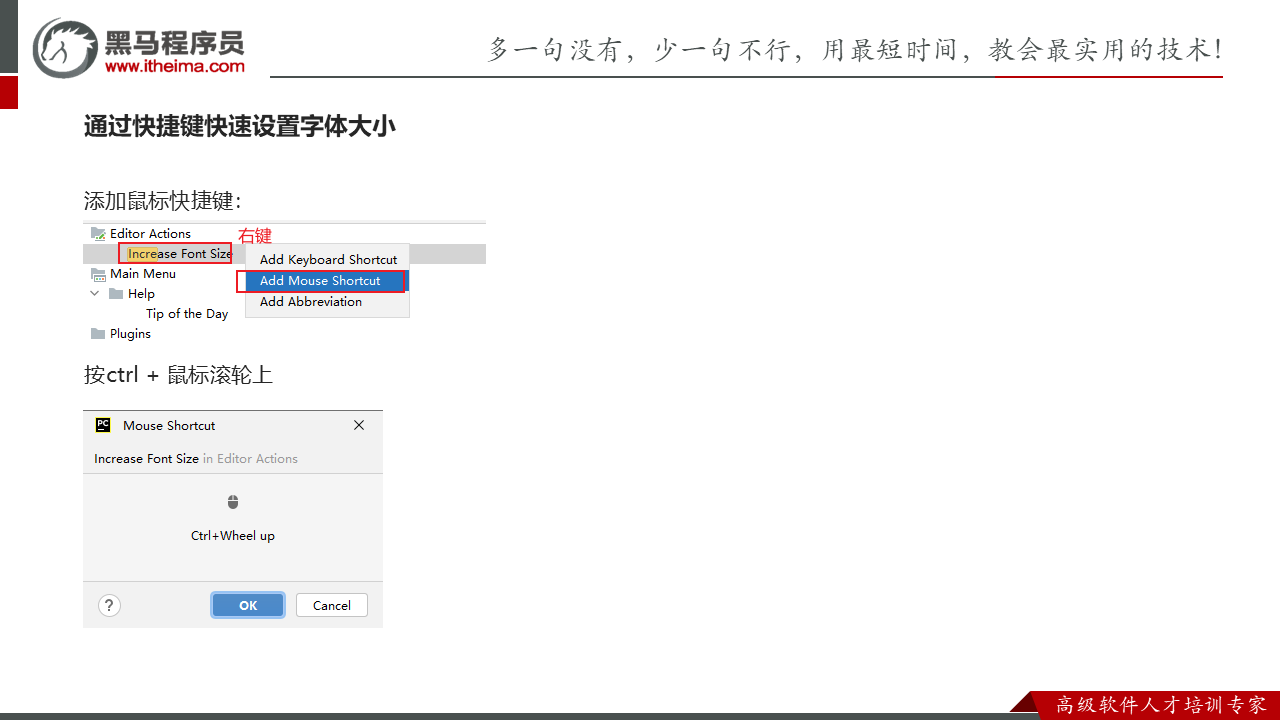 黑马程序员
www.itheima.com
多一句没有，少一句不行，用最短时间，教会最实用的技术！
通过快捷键快速设置字体大小
添加鼠标快捷键：
Editor Actions
右键
Increase Font Size
Add Keyboard Shortcut
Main Menu
Add Mouse Shortcut
Help
Add Abbreviation
Tip of the Day
Plugins
按ctrl + 鼠标滚轮上
PC
Mouse Shortcut
Increase Font Size in Editor Actions
Ctrl+Wheel up
?
OK
Cancel
高级软件人才培训专家